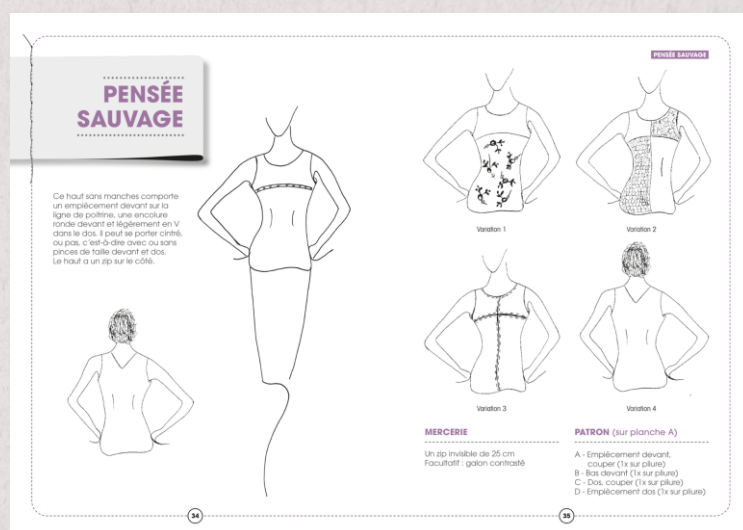 PENSÉE
SAUVAGE
Ce haut sans manches comporte
un empiècement devant sur la
ligne de poitrine, une encolure
ronde devant et légèrement en V
dans le dos. Il peut se porter cintré,
ou pas, c'est-à-dire avec ou sans
pinces de taille devant et dos.
Le haut a un zip sur le côté.
34
PENSÉE SAUVAGE
Variation 1
Variation 2
Variation 3
Variation 4
MERCERIE
Un zip invisible de 25 cm
Facultatif : galon contrasté
PATRON (sur planche A)
A - Empiècement devant,
couper (1x sur pliure)
B - Bas devant (1x sur pliure)
C - Dos, couper (1x sur pliure)
D - Empiècement dos (1x sur pliure)
35